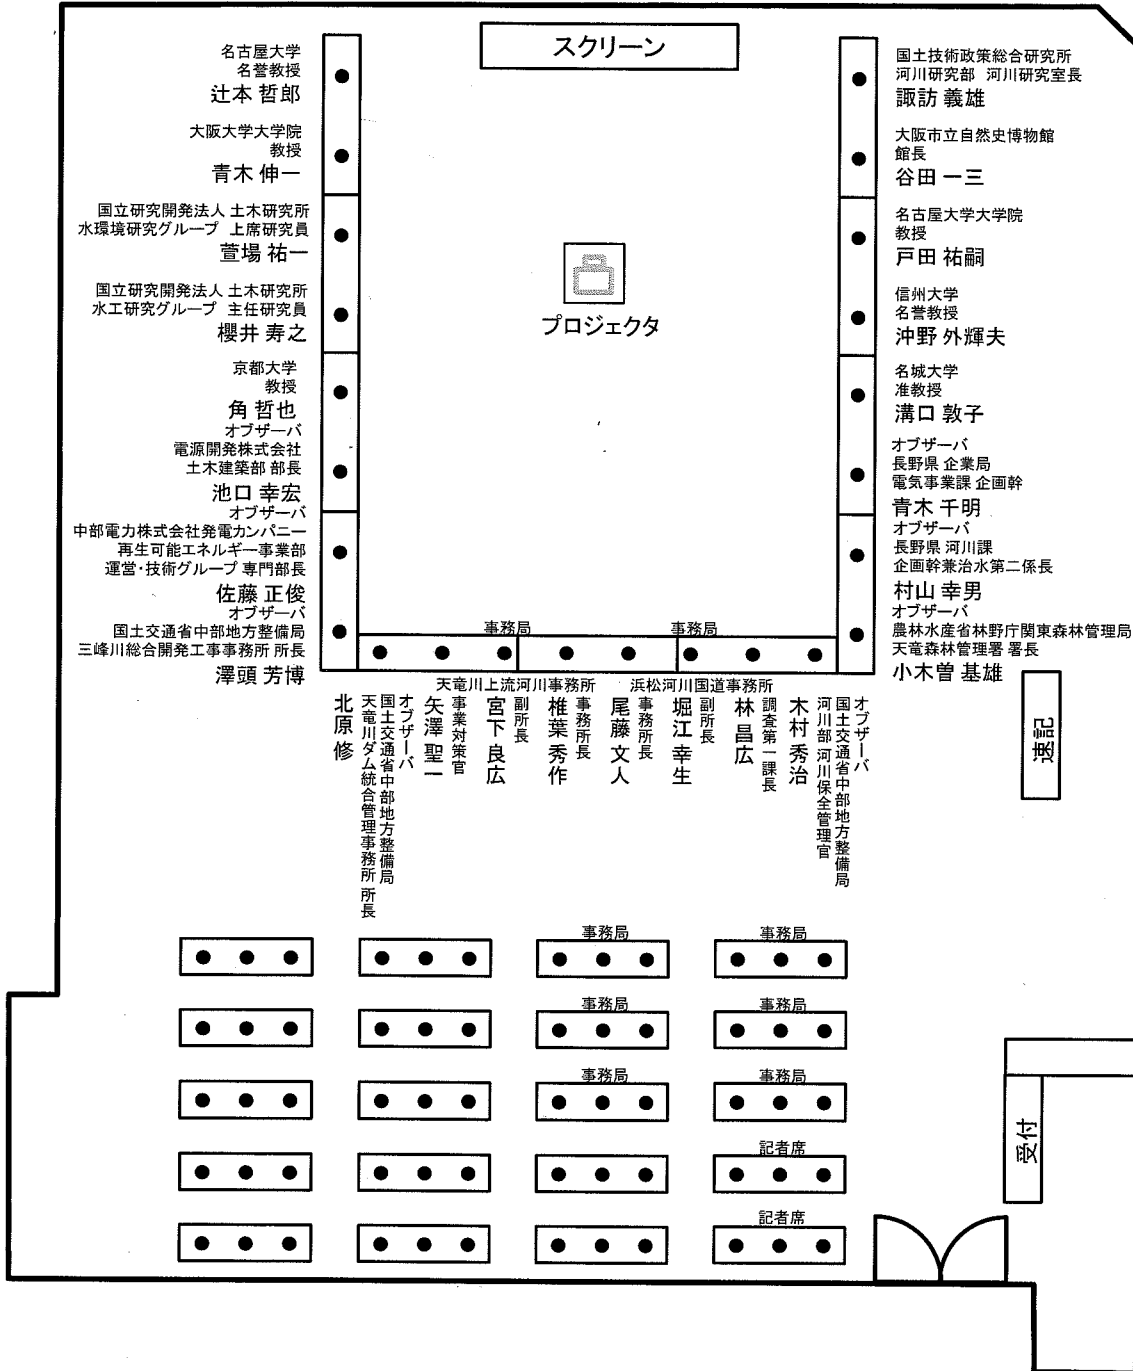 スクリーン
名古屋大学
名誉教授
辻本 哲郎
大阪大学大学院
教授
青木 伸一
国立研究開発法人 土木研究所
水環境研究グループ 上席研究員
萱場 祐一
国立研究開発法人 土木研究所
水工研究グループ 主任研究員
櫻井 寿之
京都大学
教授
角 哲也
オブザーバ
電源開発株式会社
土木建築部 部長
池口 幸宏
オブザーバ
中部電力株式会社発電カンパニー
再生可能エネルギー事業部
運営・技術グループ 専門部長
佐藤 正俊
オブザーバ
国土交通省中部地方整備局
三峰川総合開発工事事務所 所長
澤頭 芳博
プロジェクタ
国土技術政策総合研究所
河川研究部 河川研究室長
諏訪 義雄
大阪市立自然史博物館
館長
谷田 一三
名古屋大学大学院
教授
戸田 祐嗣
信州大学
名誉教授
沖野 外輝夫
名城大学
准教授
溝口 敦子
オブザーバ
長野県 企業局
電気事業課 企画幹
青木 千明
オブザーバ
長野県 河川課
企画幹兼治水第二係長
村山 幸男
オブザーバ
農林水産省林野庁関東森林管理局
天竜森林管理署 署長
小木曽 基雄
事務局
事務局
天竜川上流河川事務所
浜松河川国道事務所
オブザーバ
国土交通省中部地方整備局
河川部 河川保全管理官
木村 秀治
調査第一課長
林 昌広
副所長
堀江 幸生
事務所長
尾藤 文人
事務所長
椎葉 秀作
副所長
宮下 良広
事業対策官
矢澤 聖一
オブザーバ
国土交通省中部地方整備局
天竜川ダム統合管理事務所 所長
北原 修
速記
事務局
事務局
事務局
事務局
事務局
事務局
記者席
記者席
受付